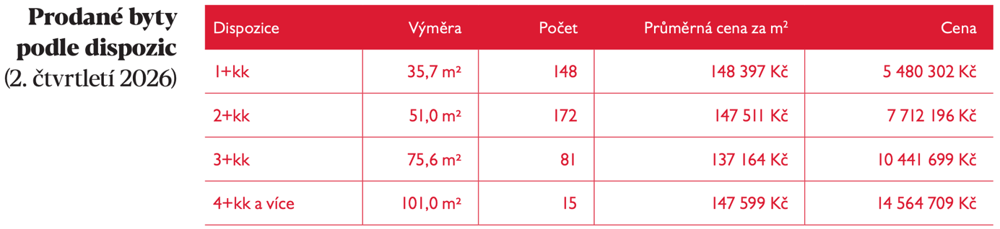 Prodané byty
podle dispozic
(2. čtvrtletí 2026)
Dispozice Výměra Počet Průměrná cena za m² Cena
1+kk 35,7 m² 148 148 397 Kč 5 480 302 Kč
2+kk 51,0 m² 172 147 511 Kč 7 712 196 Kč
3+kk 75,6 m² 81 137 164 Kč 10 441 699 Kč
4+kk a více 101,0 m² 15 147 599 Kč 14 564 709 Kč